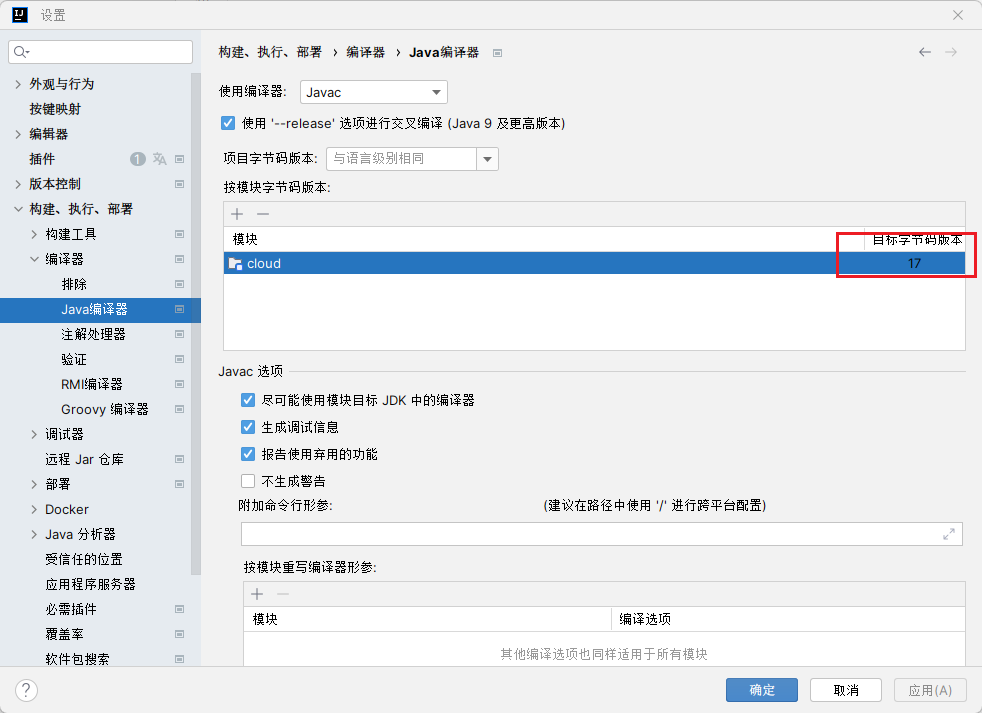 设置
构建、执行、部署 › 编译器 › Java编译器
外观与行为
按键映射
编辑器
插件 1
版本控制
构建、执行、部署
构建工具
编译器
排除
Java编译器
注解处理器
验证
RMI编译器
Groovy 编译器
调试器
远程 Jar 仓库
部署
Docker
Java 分析器
受信任的位置
应用程序服务器
必需插件
覆盖率
软件包搜索
使用编译器: Javac
使用 '--release' 选项进行交叉编译 (Java 9 及更高版本)
项目字节码版本: 与语言级别相同
按模块字节码版本:
模块 目标字节码版本
cloud 17
Javac 选项
尽可能使用模块目标 JDK 中的编译器
生成调试信息
报告使用弃用的功能
不生成警告
附加命令行形参: (建议在路径中使用 '/' 进行跨平台配置)
按模块重写编译器形参:
模块 编译选项
其他编译选项也同样适用于所有模块
? 确定 取消 应用(A)